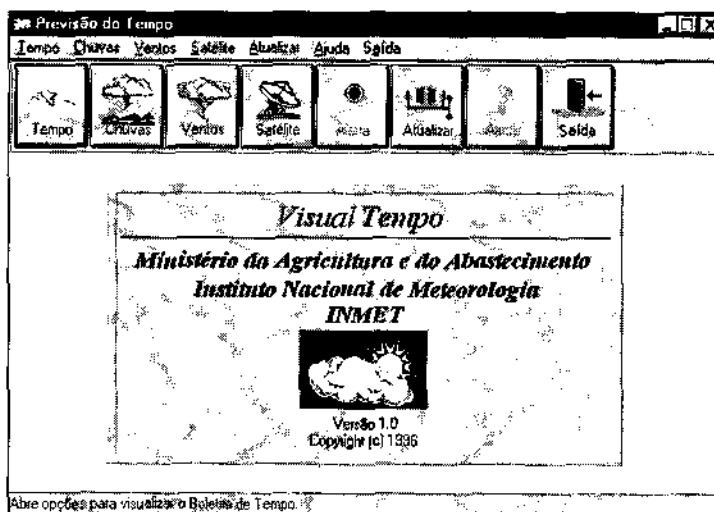 Previsão do Tempo
Tempo Chuvas Ventos Satélite Atualizar Ajuda Saída
Tempo Chuvas Ventos Satélite Atualizar Saída
Visual Tempo
Ministério da Agricultura e do Abastecimento
Instituto Nacional de Meteorologia
INMET
Versão 1.0
Copyright (c) 1996
Abre opções para visualizar o Boletim de Tempo.